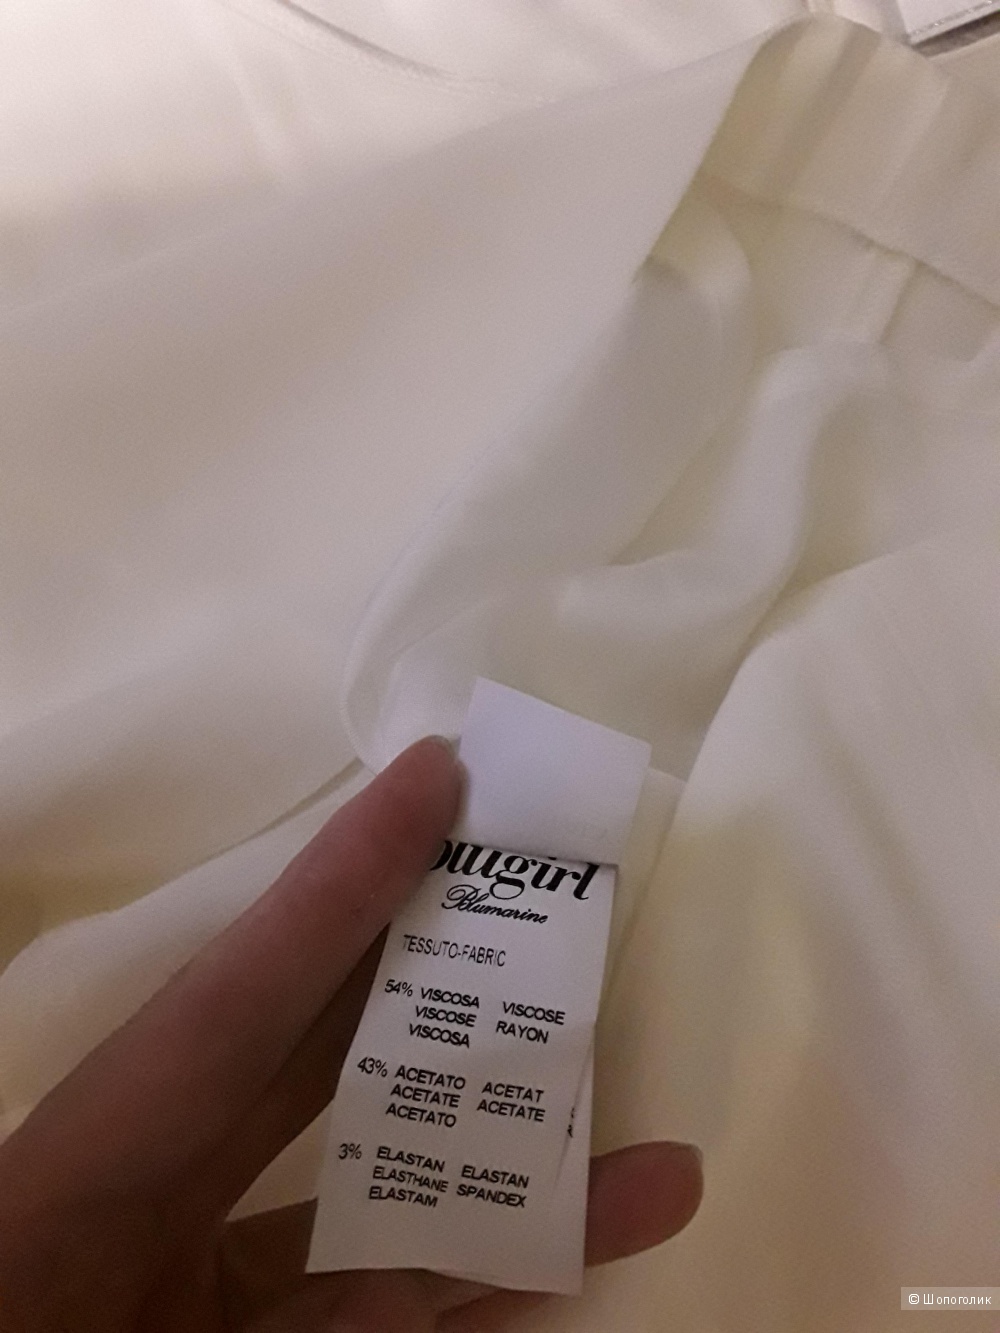 Blumarine
TESSUTO-FABRIC
54% VISCOSA VISCOSE
VISCOSE RAYON
VISCOSA
43% ACETATO ACETAT
ACETATE ACETATE
ACETATO
3% ELASTAN ELASTAN
ELASTHANE SPANDEX
ELASTAM
© Шопоголик